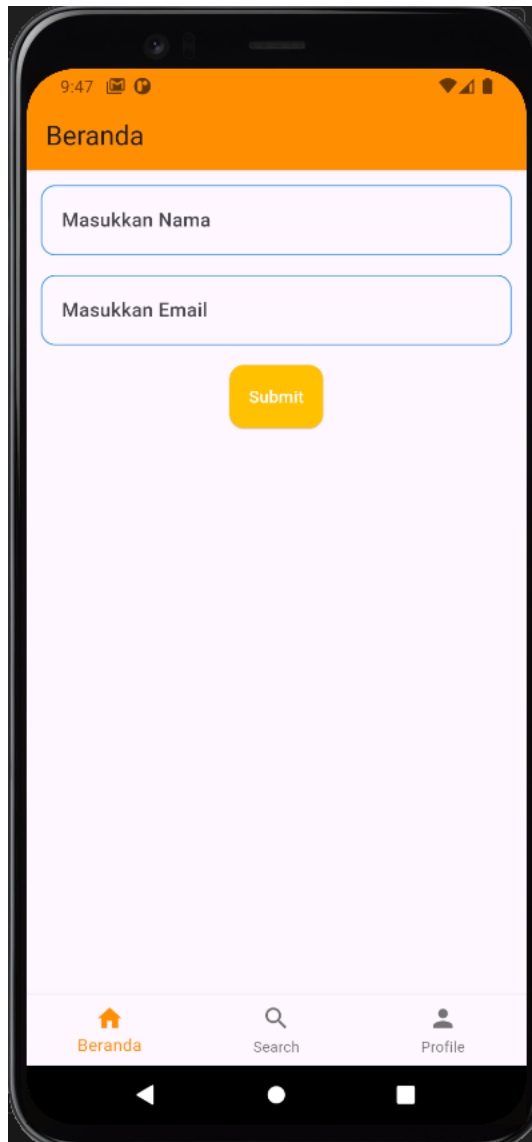 9:47
Beranda
Masukkan Nama
Masukkan Email
Submit
Beranda
Search
Profile